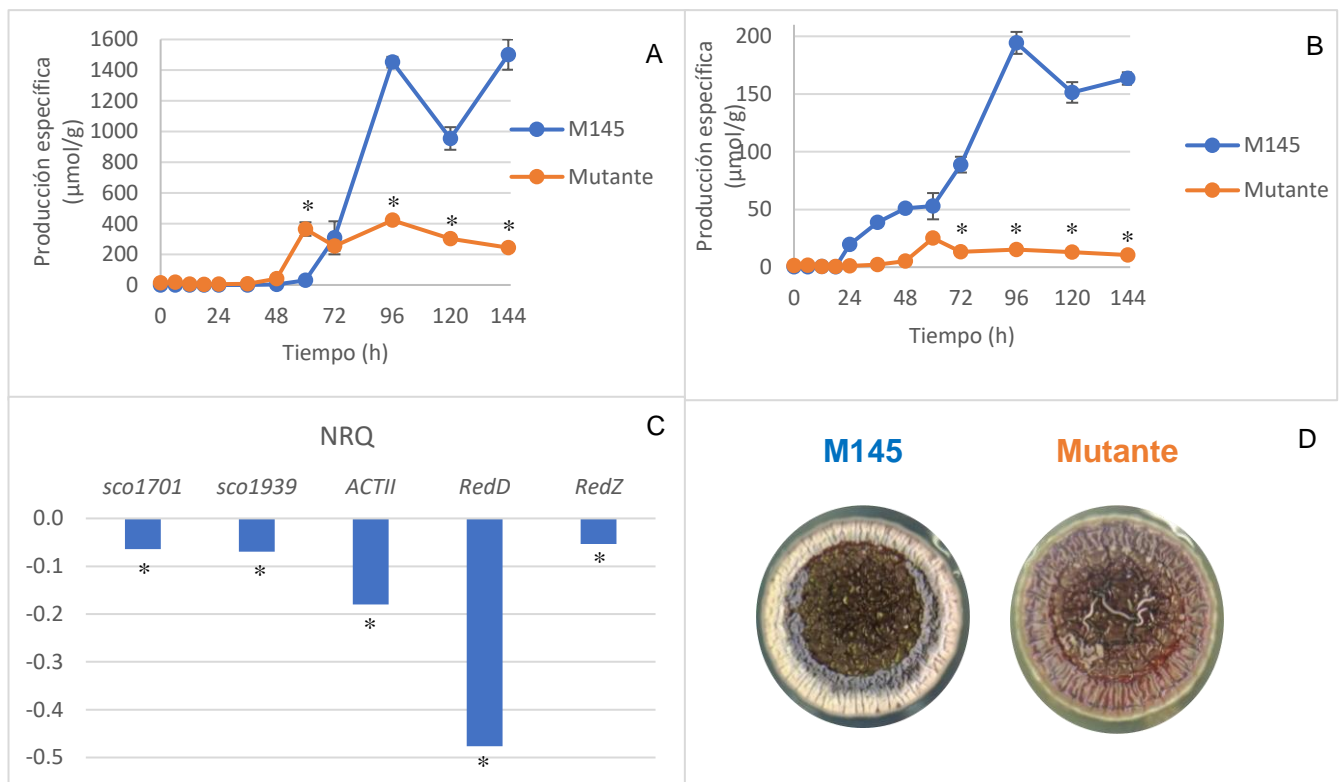 A
Producción específica
(µmol/g)
1600
1400
1200
1000
800
600
400
200
0
* * * *
0 24 48 72 96 120 144
Tiempo (h)
M145
Mutante
B
Producción específica
(µmol/g)
200
150
100
50
0
* * * *
0 24 48 72 96 120 144
Tiempo (h)
M145
Mutante
C
NRQ
sco1701 sco1939 ACTII RedD RedZ
0.0
-0.1
-0.2
-0.3
-0.4
-0.5
* * * * *
D
M145 Mutante